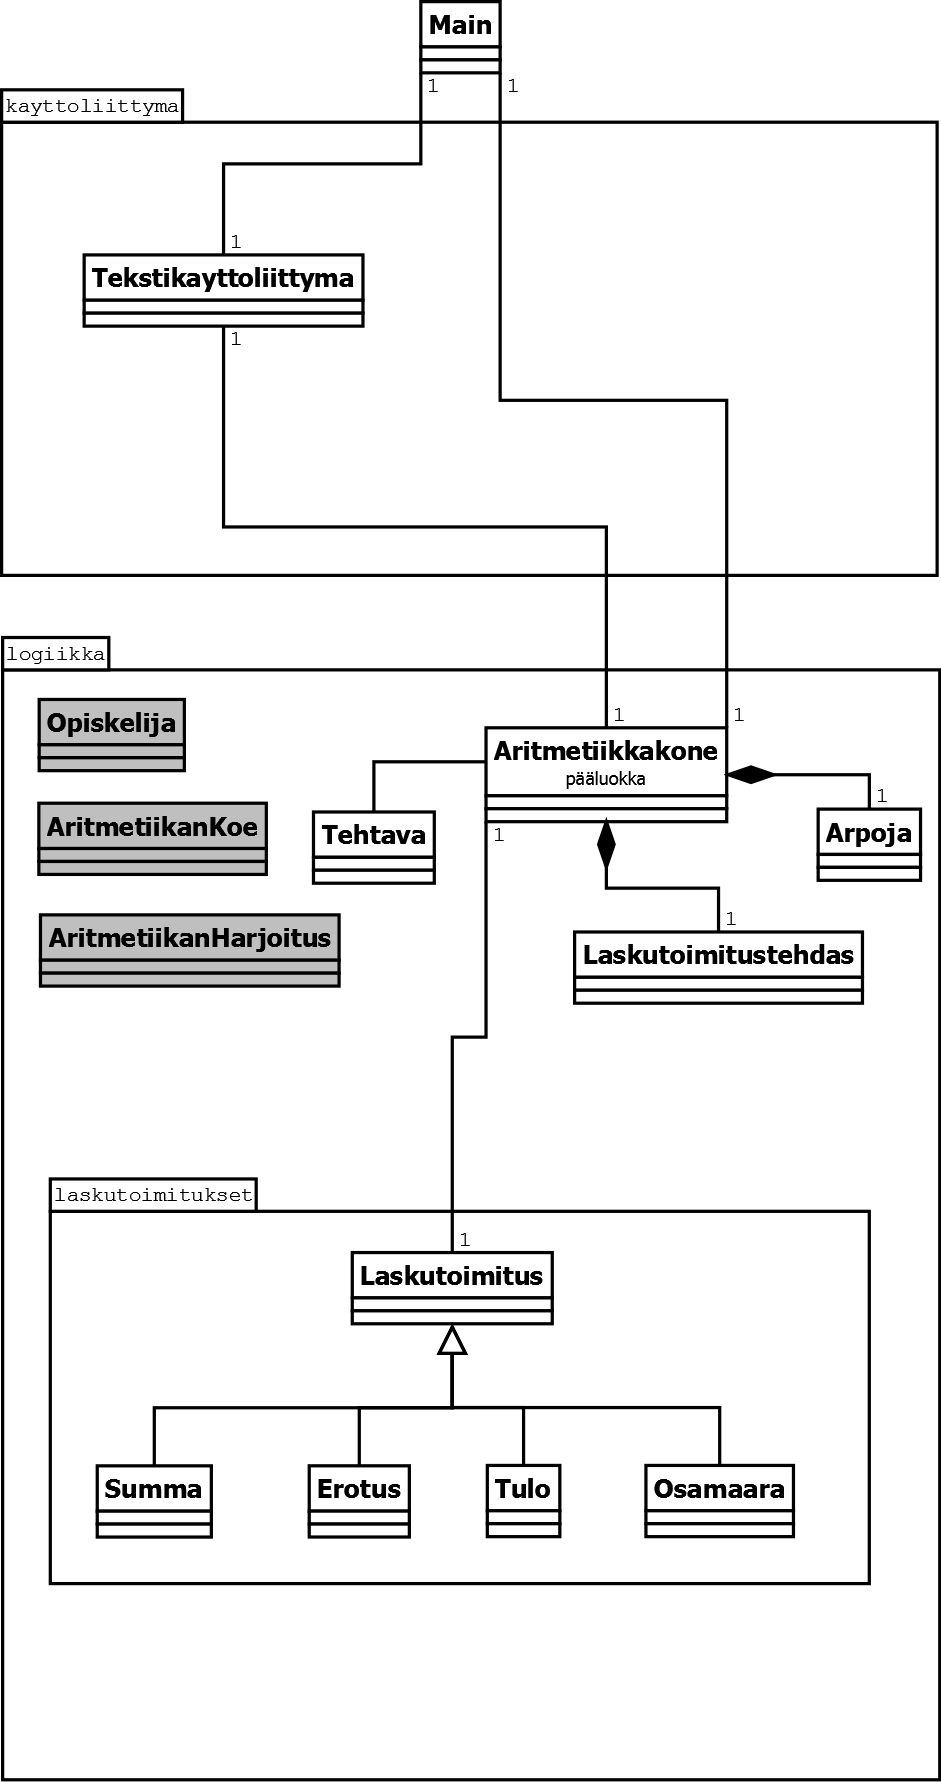 Main
1 1
kayttoliittyma
1
Tekstikayttoliittyma
1
logiikka
Opiskelija
1 1
Aritmetiikkakone
pääluokka
1
AritmetiikanKoe
Tehtava
1
Arpoja
1
AritmetiikanHarjoitus
Laskutoimitustehdas
laskutoimitukset
1
Laskutoimitus
Summa Erotus Tulo Osamaara